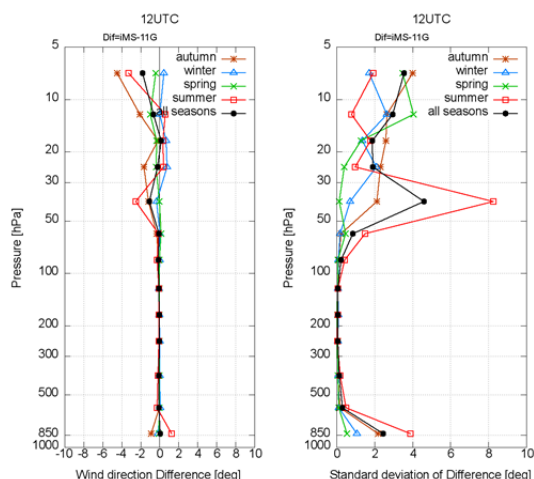 12UTC
Dif=iMS-11G
autumn
winter
spring
summer
all seasons
5
10
20
30
50
100
200
300
500
850
1000
Pressure [hPa]
-10 -8 -6 -4 -2 0 2 4 6 8 10
Wind direction Difference [deg]
12UTC
Dif=iMS-11G
autumn
winter
spring
summer
all seasons
5
10
20
30
50
100
200
300
500
850
1000
Pressure [hPa]
0 2 4 6 8 10
Standard deviation of Difference [deg]